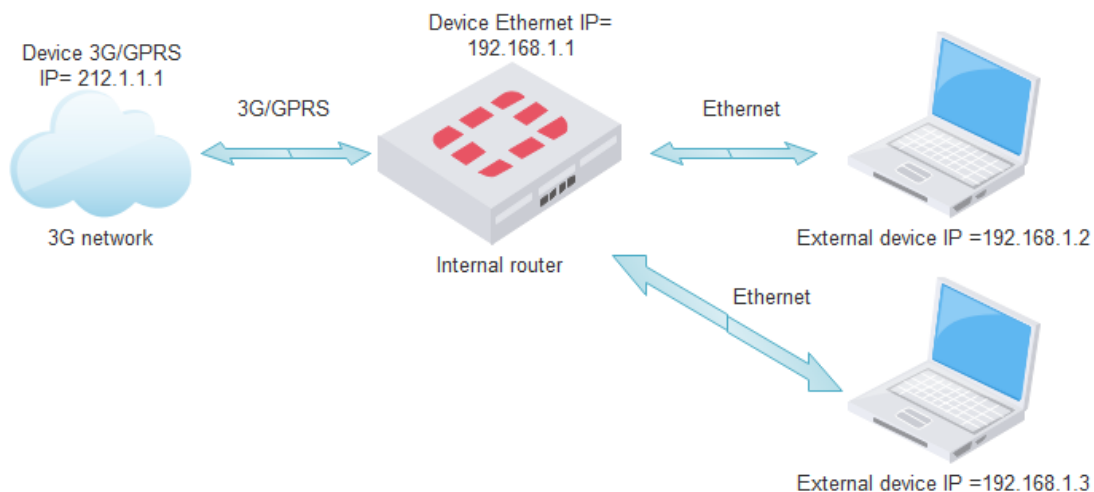 Device 3G/GPRS
IP= 212.1.1.1
3G network
3G/GPRS
Device Ethernet IP=
192.168.1.1
Internal router
Ethernet
External device IP =192.168.1.2
Ethernet
External device IP =192.168.1.3